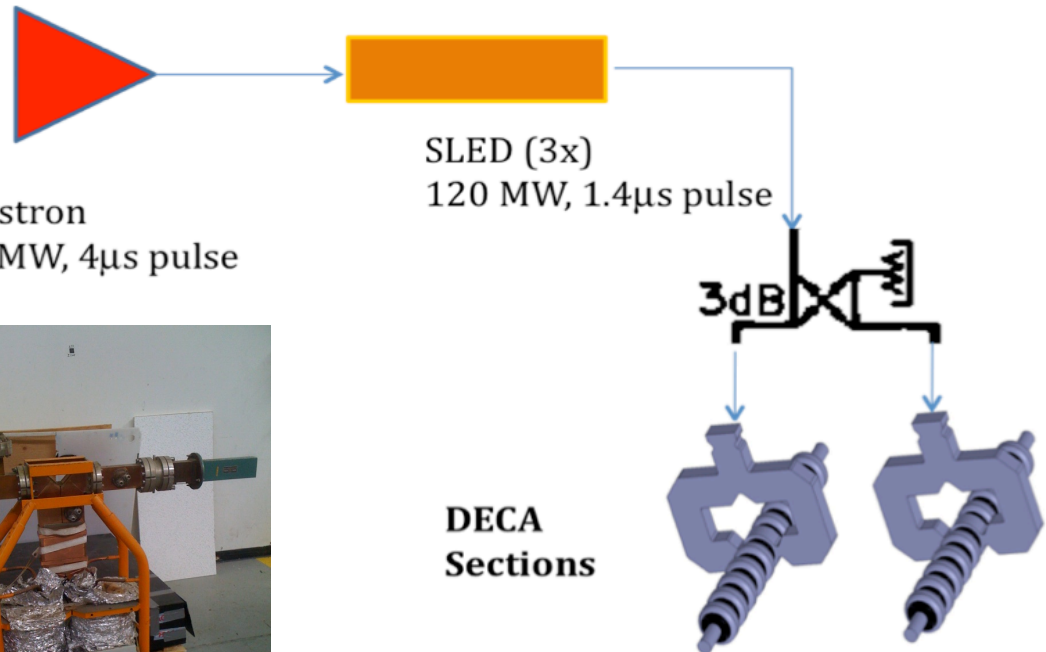 SLED (3x)
120 MW, 1.4μs pulse
stron
MW, 4μs pulse
3dB
DECA
Sections